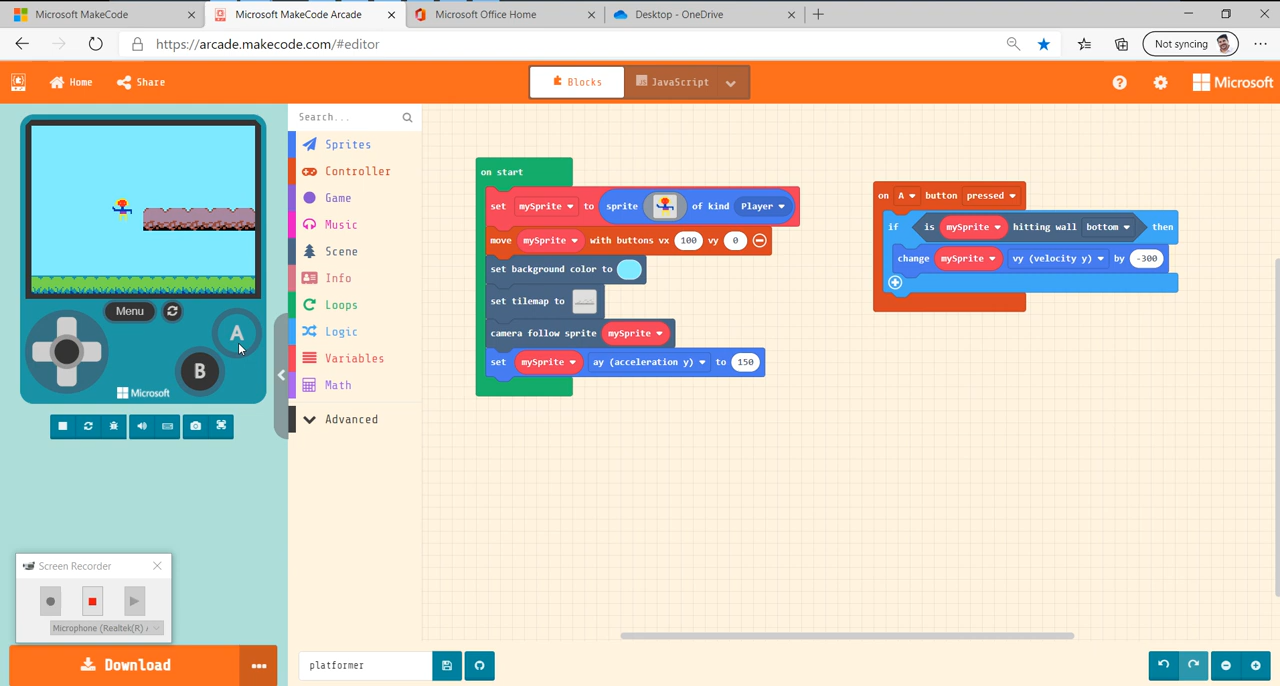 Microsoft MakeCode
Microsoft MakeCode Arcade
Microsoft Office Home
Desktop - OneDrive
https://arcade.makecode.com/#editor
Not syncing
Home
Share
Blocks
JavaScript
Microsoft
Search...
Sprites
Controller
Game
Music
Scene
Info
Loops
Logic
Variables
Math
Advanced
Menu
A
B
Microsoft
on start
set mySprite to sprite of kind Player
move mySprite with buttons vx 100 vy 0
set background color to
set tilemap to
camera follow sprite mySprite
set mySprite ay (acceleration y) to 150
on A button pressed
if is mySprite hitting wall bottom then
change mySprite vy (velocity y) by -300
Screen Recorder
Microphone (Realtek(R) A
Download
platformer